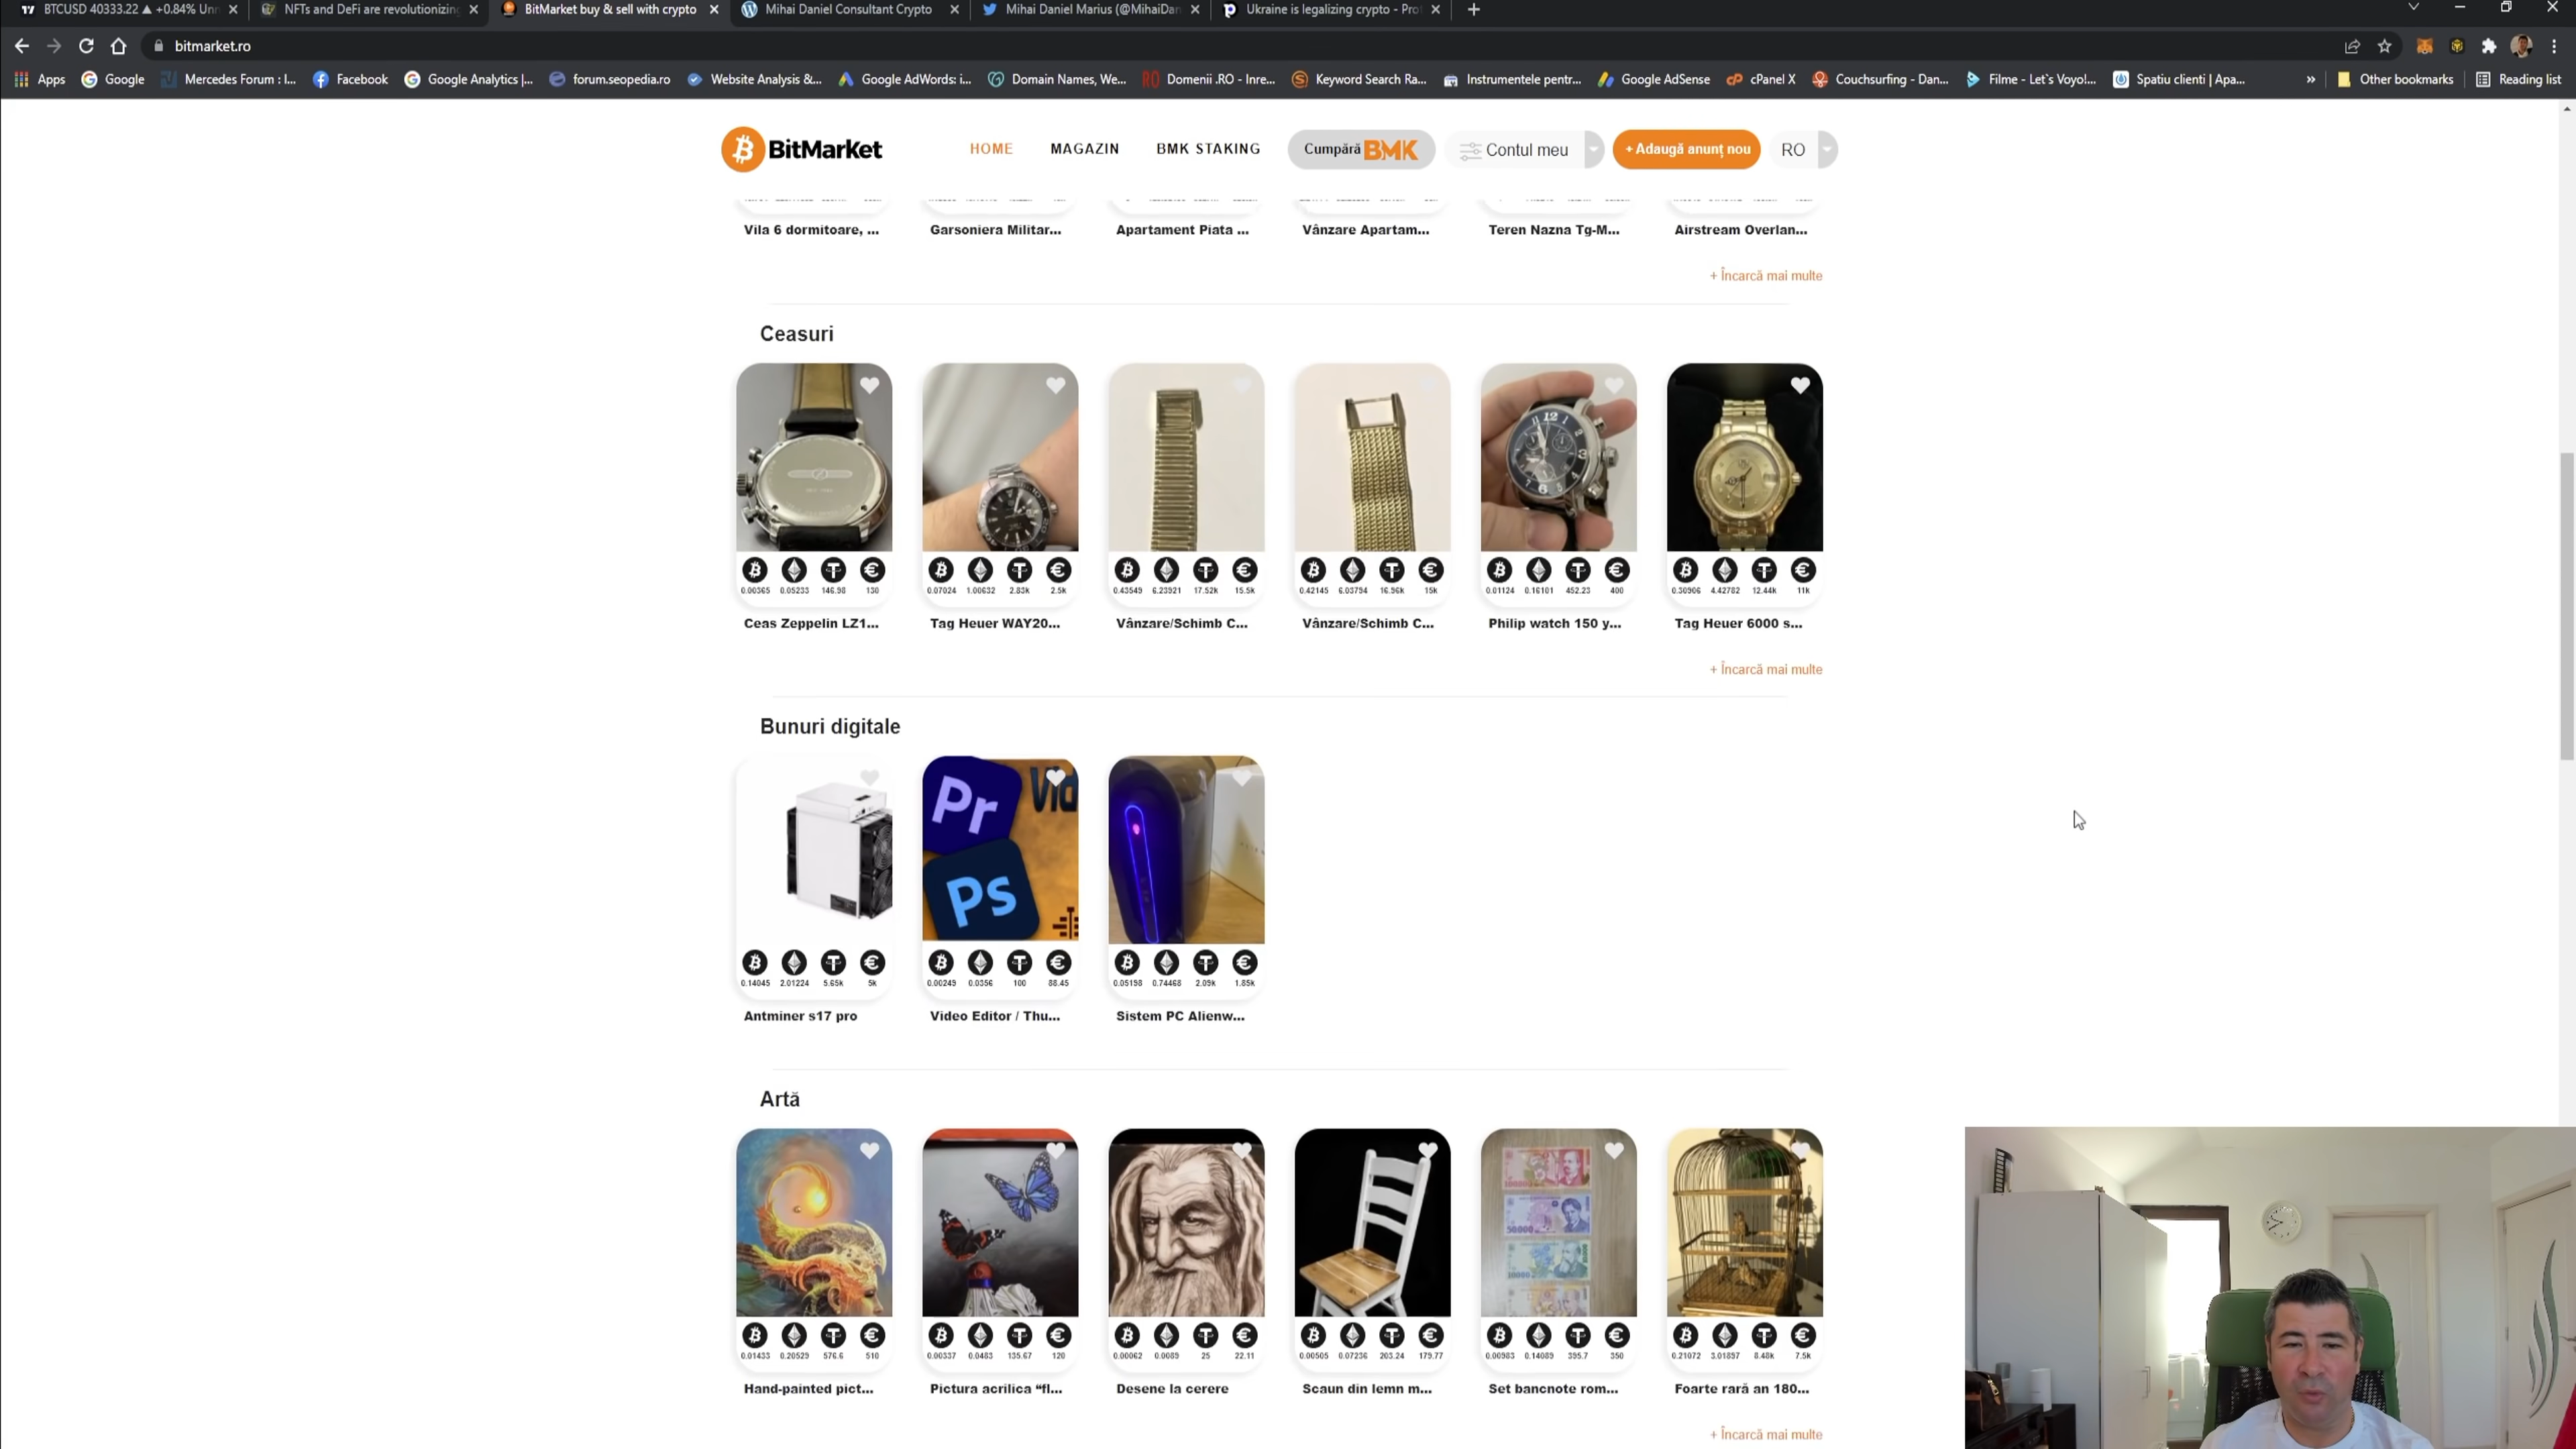 BTCUSD 40333.22 ▲ +0.84% Unn
NFTs and DeFi are revolutionizing
BitMarket buy & sell with crypto
Mihai Daniel Consultant Crypto
Mihai Daniel Marius (@MihaiDan
Ukraine is legalizing crypto - Pro
bitmarket.ro
Apps
Google
Mercedes Forum : I...
Facebook
Google Analytics |...
forum.seopedia.ro
Website Analysis &...
Google AdWords: i...
Domain Names, We...
Domenii .RO - Inre...
Keyword Search Ra...
Instrumentele pentr...
Google AdSense
cPanel X
Couchsurfing - Dan...
Filme - Let`s Voyo!...
Spatiu clienti | Apa...
»
Other bookmarks
Reading list
BitMarket
HOME
MAGAZIN
BMK STAKING
Cumpără BMK
Contul meu
+ Adaugă anunț nou
RO
Vila 6 dormitoare, ...
Garsoniera Militar...
Apartament Piata ...
Vânzare Apartam...
Teren Nazna Tg-M...
Airstream Overlan...
+ Încarcă mai multe
Ceasuri
0.00365 0.05233 146.98 130
0.07024 1.00632 2.83k 2.5k
0.43549 6.23921 17.52k 15.5k
0.42145 6.03794 16.96k 15k
0.01124 0.16101 452.23 400
0.30906 4.42782 12.44k 11k
Ceas Zeppelin LZ1...
Tag Heuer WAY20...
Vânzare/Schimb C...
Vânzare/Schimb C...
Philip watch 150 y...
Tag Heuer 6000 s...
+ Încarcă mai multe
Bunuri digitale
Pr
Vid
Ps
0.14045 2.01224 5.65k 5k
0.00249 0.0356 100 88.45
0.05198 0.74468 2.09k 1.85k
Antminer s17 pro
Video Editor / Thu...
Sistem PC Alienw...
Artă
0.01433 0.20529 576.6 510
0.00337 0.0483 135.67 120
0.00062 0.0089 25 22.11
0.00505 0.07236 203.24 179.77
0.00983 0.14089 395.7 350
0.21072 3.01897 8.48k 7.5k
Hand-painted pict...
Pictura acrilica “fl...
Desene la cerere
Scaun din lemn m...
Set bancnote rom...
Foarte rară an 180...
+ Încarcă mai multe